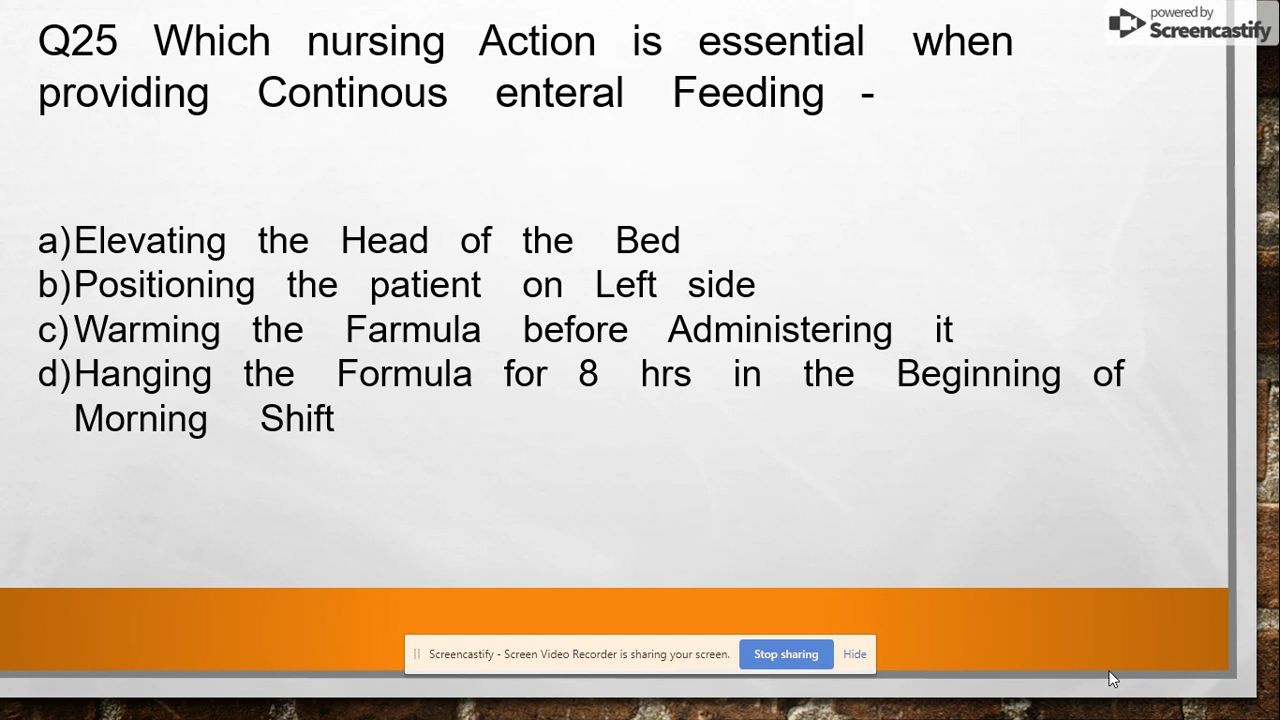 powered by
Screencastify
Q25 Which nursing Action is essential when
providing Continous enteral Feeding -
a) Elevating the Head of the Bed
b) Positioning the patient on Left side
c) Warming the Farmula before Administering it
d) Hanging the Formula for 8 hrs in the Beginning of
Morning Shift
Screencastify - Screen Video Recorder is sharing your screen. Stop sharing Hide